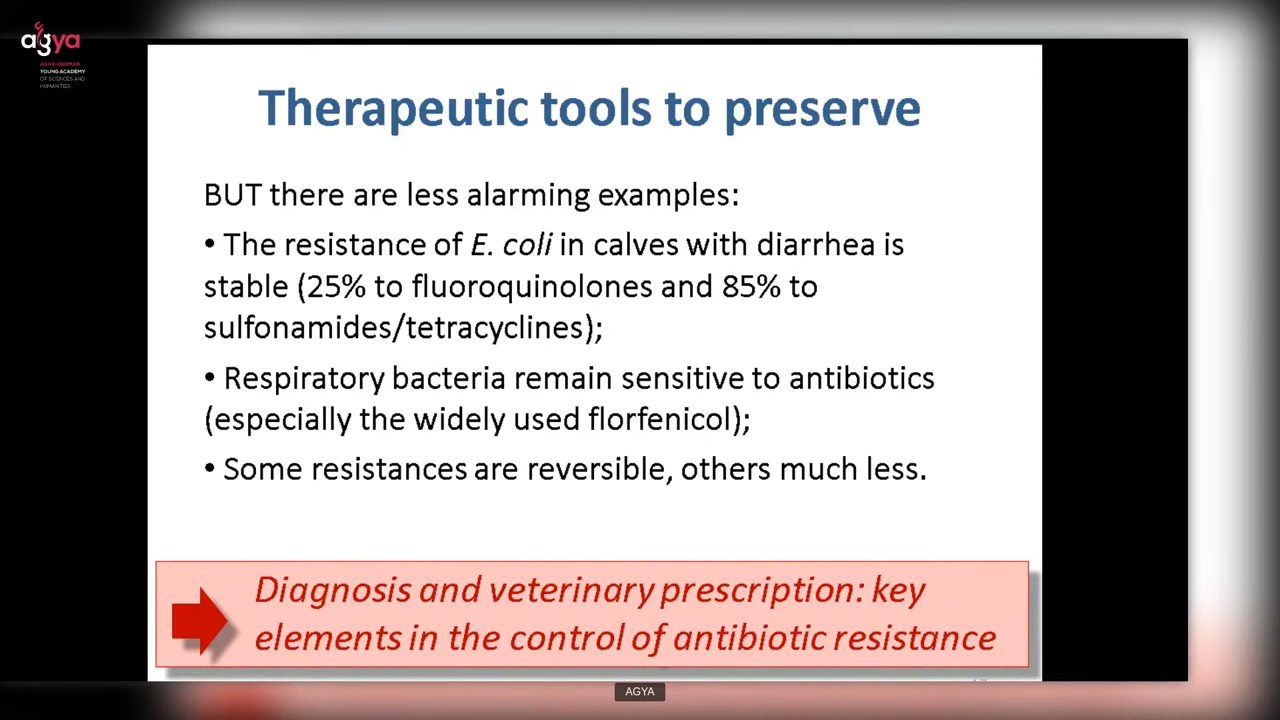 agya
ARAB-GERMAN
YOUNG ACADEMY
OF SCIENCES AND
HUMANITIES
Therapeutic tools to preserve
BUT there are less alarming examples:
• The resistance of E. coli in calves with diarrhea is
stable (25% to fluoroquinolones and 85% to
sulfonamides/tetracyclines);
• Respiratory bacteria remain sensitive to antibiotics
(especially the widely used florfenicol);
• Some resistances are reversible, others much less.
Diagnosis and veterinary prescription: key
elements in the control of antibiotic resistance
AGYA